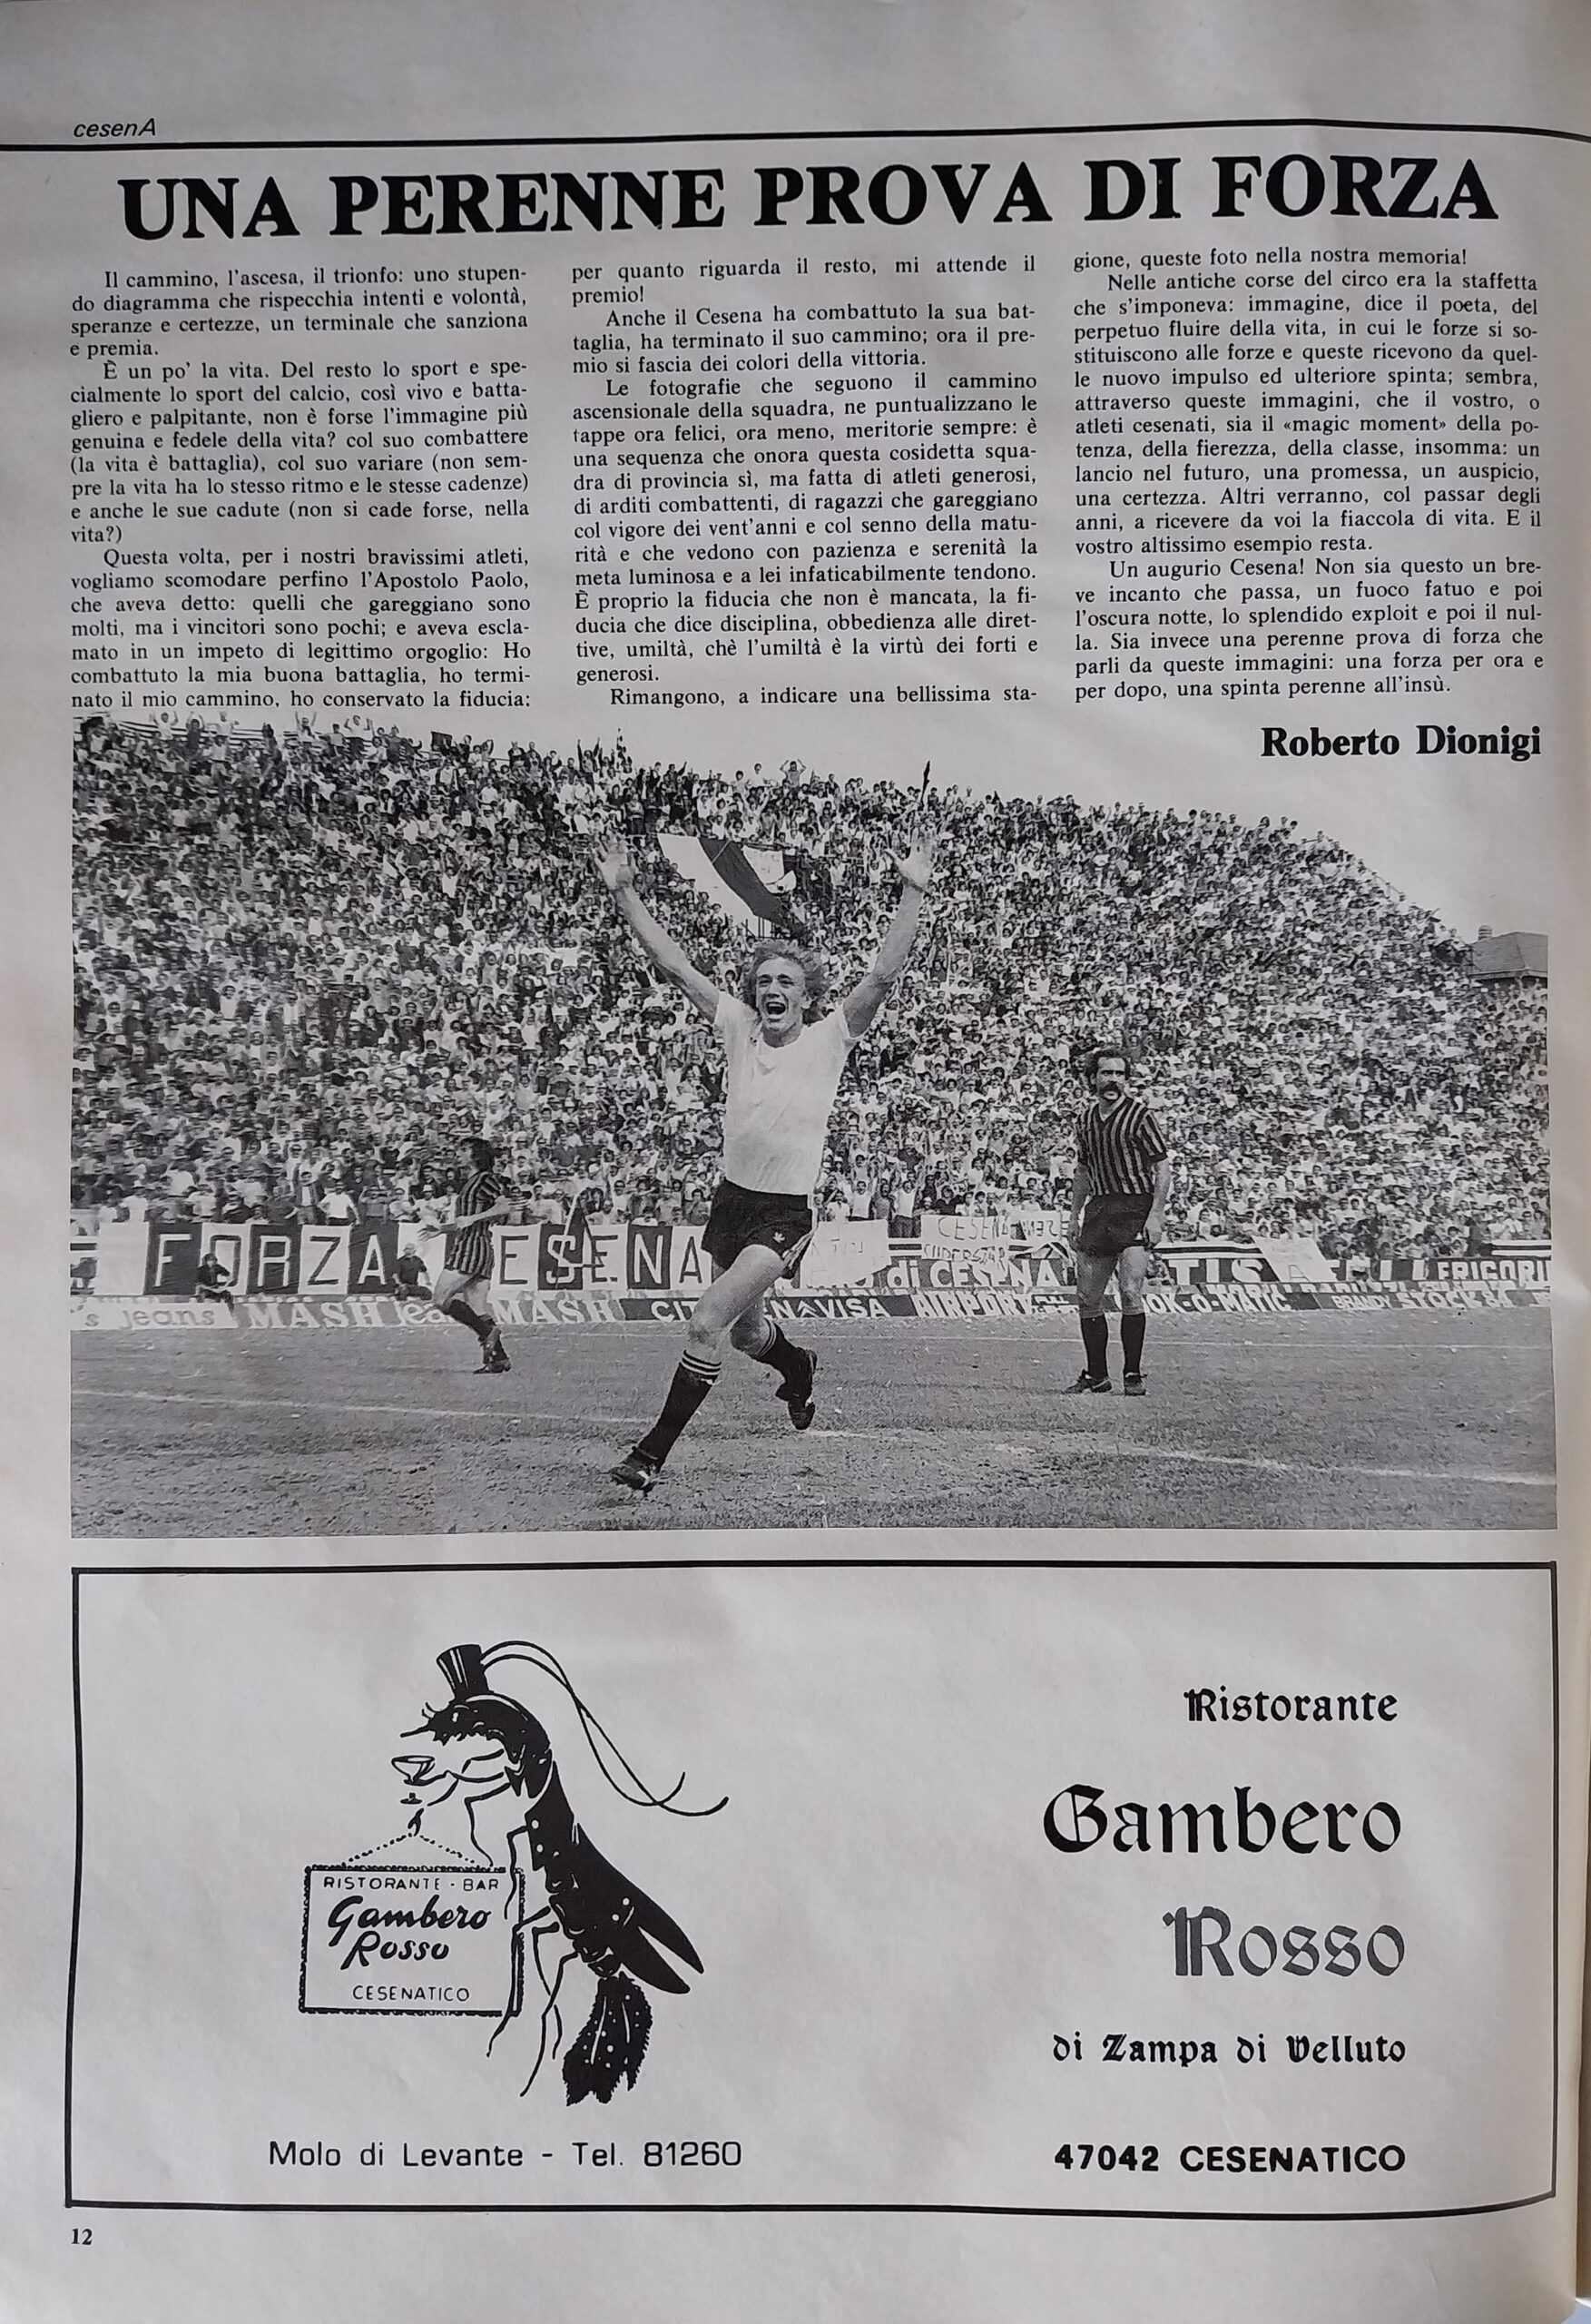 cesenA
UNA PERENNE PROVA DI FORZA
Il cammino, l'ascesa, il trionfo: uno stupen-
do diagramma che rispecchia intenti e volontà,
speranze e certezze, un terminale che sanziona
e premia.
È un po' la vita. Del resto lo sport e spe-
cialmente lo sport del calcio, così vivo e batta-
gliero e palpitante, non è forse l'immagine più
genuina e fedele della vita? col suo combattere
(la vita è battaglia), col suo variare (non sem-
pre la vita ha lo stesso ritmo e le stesse cadenze)
e anche le sue cadute (non si cade forse, nella
vita?)
Questa volta, per i nostri bravissimi atleti,
vogliamo scomodare perfino l'Apostolo Paolo,
che aveva detto: quelli che gareggiano sono
molti, ma i vincitori sono pochi; e aveva escla-
mato in un impeto di legittimo orgoglio: Ho
combattuto la mia buona battaglia, ho termi-
nato il mio cammino, ho conservato la fiducia;
per quanto riguarda il resto, mi attende il
premio!
Anche il Cesena ha combattuto la sua bat-
taglia, ha terminato il suo cammino; ora il pre-
mio si fascia dei colori della vittoria.
Le fotografie che seguono il cammino
ascensionale della squadra, ne puntualizzano le
tappe ora felici, ora meno, meritorie sempre: è
una sequenza che onora questa cosidetta squa-
dra di provincia sì, ma fatta di atleti generosi,
di arditi combattenti, di ragazzi che gareggiano
col vigore dei vent'anni e col senno della matu-
rità e che vedono con pazienza e serenità la
meta luminosa e a lei infaticabilmente tendono.
È proprio la fiducia che non è mancata, la fi-
ducia che dice disciplina, obbedienza alle diret-
tive, umiltà, chè l'umiltà è la virtù dei forti e
generosi.
Rimangono, a indicare una bellissima sta-
gione, queste foto nella nostra memoria!
Nelle antiche corse del circo era la staffetta
che s'imponeva: immagine, dice il poeta, del
perpetuo fluire della vita, in cui le forze si so-
stituiscono alle forze e queste ricevono da quel-
le nuovo impulso ed ulteriore spinta; sembra,
attraverso queste immagini, che il vostro, o
atleti cesenati, sia il «magic moment» della po-
tenza, della fierezza, della classe, insomma: un
lancio nel futuro, una promessa, un auspicio,
una certezza. Altri verranno, col passar degli
anni, a ricevere da voi la fiaccola di vita. E il
vostro altissimo esempio resta.
Un augurio Cesena! Non sia questo un bre-
ve incanto che passa, un fuoco fatuo e poi
l'oscura notte, lo splendido exploit e poi il nul-
la. Sia invece una perenne prova di forza che
parli da queste immagini: una forza per ora e
per dopo, una spinta perenne all'insù.
Roberto Dionigi
FORZA ESENA
CESENA
di CESENA
FRIGORI
's jeans MASH jea MASH CIT NAVISA AIRPORT OK-O-MATIC BRANDY STOCK 84
RISTORANTE - BAR
Gambero
Rosso
CESENATICO
Molo di Levante - Tel. 81260
Ristorante
Gambero
Rosso
di Zampa di Velluto
47042 CESENATICO
12